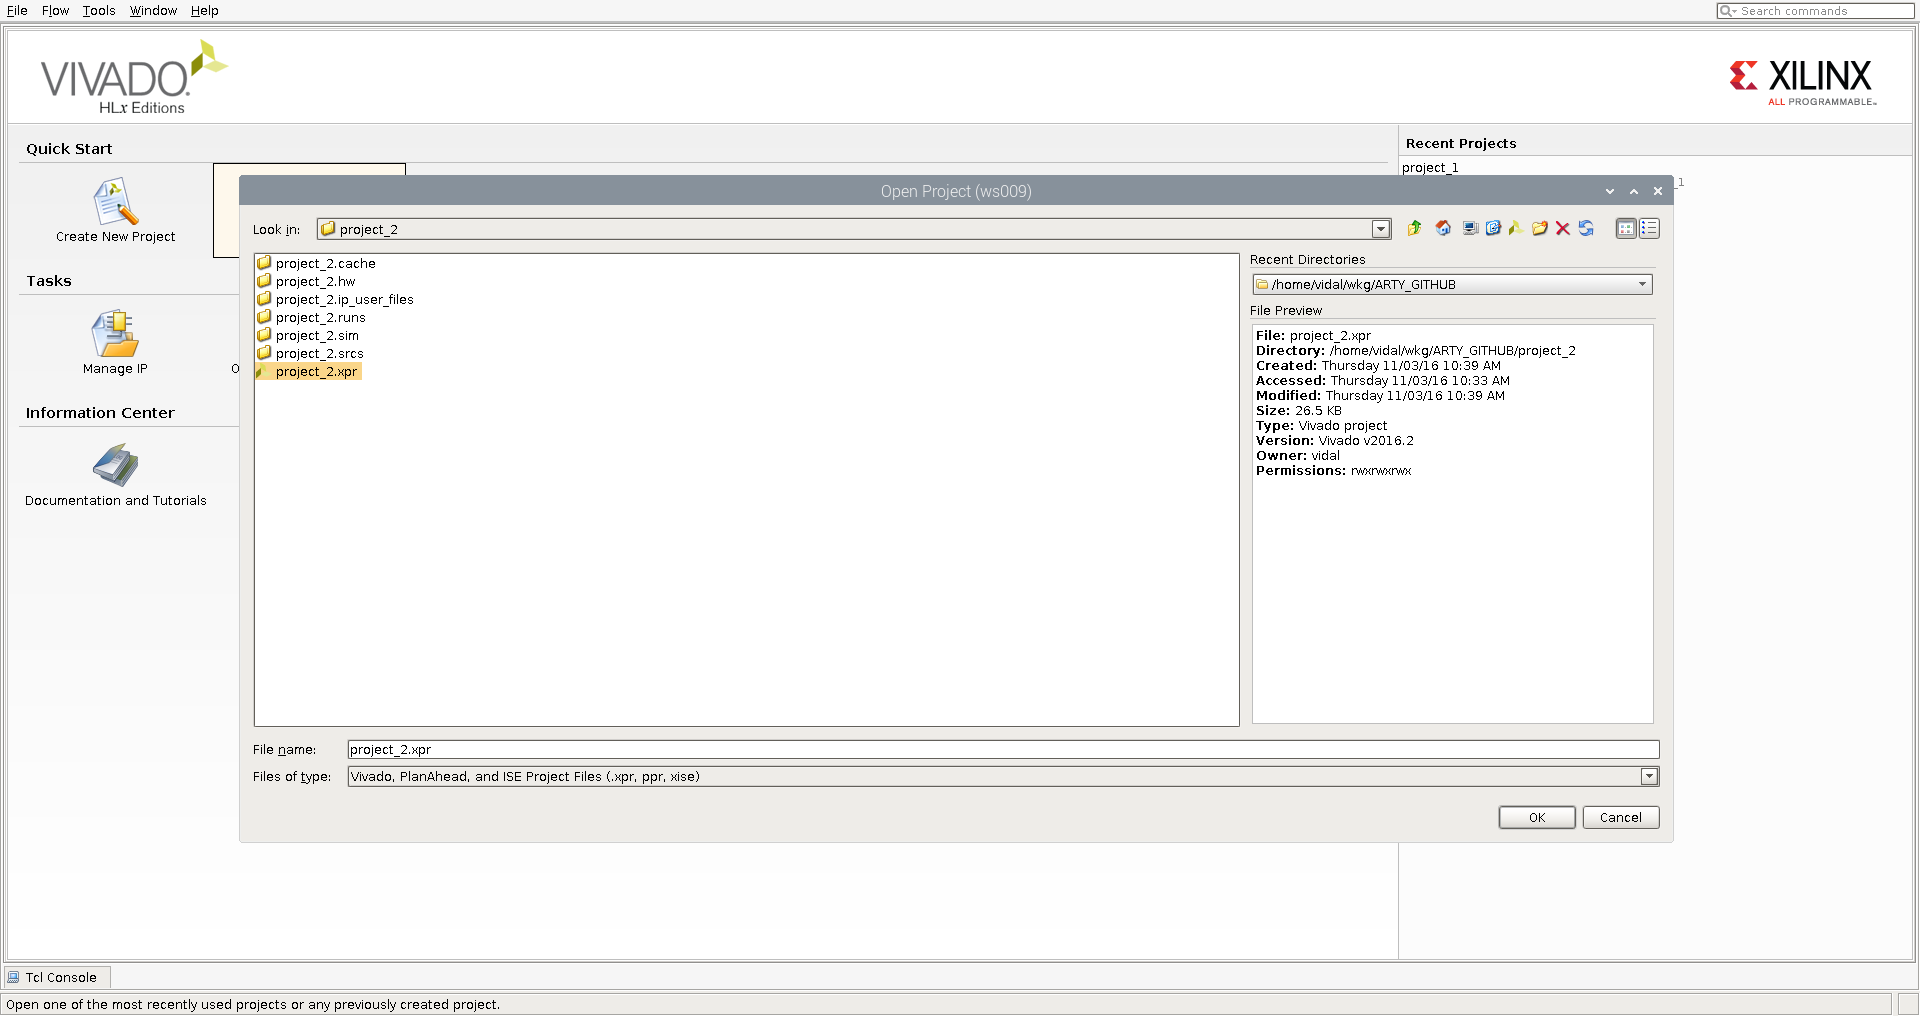 File Flow Tools Window Help
Search commands
VIVADO.
HLx Editions
XILINX
ALL PROGRAMMABLE™
Quick Start
Recent Projects
project_1
_1
Create New Project
Tasks
Manage IP
O
Information Center
Documentation and Tutorials
Open Project (ws009)
Look in: project_2
project_2.cache
project_2.hw
project_2.ip_user_files
project_2.runs
project_2.sim
project_2.srcs
project_2.xpr
Recent Directories
/home/vidal/wkg/ARTY_GITHUB
File Preview
File: project_2.xpr
Directory: /home/vidal/wkg/ARTY_GITHUB/project_2
Created: Thursday 11/03/16 10:39 AM
Accessed: Thursday 11/03/16 10:33 AM
Modified: Thursday 11/03/16 10:39 AM
Size: 26.5 KB
Type: Vivado project
Version: Vivado v2016.2
Owner: vidal
Permissions: rwxrwxrwx
File name: project_2.xpr
Files of type: Vivado, PlanAhead, and ISE Project Files (.xpr, ppr, xise)
OK Cancel
Tcl Console
Open one of the most recently used projects or any previously created project.